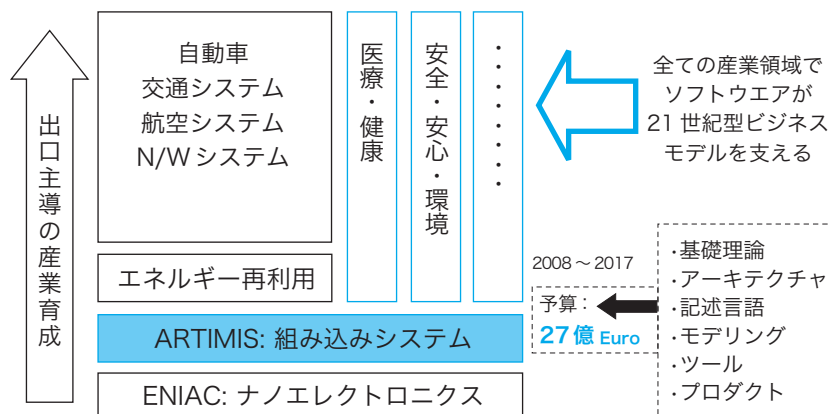 出口主導の産業育成
自動車
交通システム
航空システム
N/Wシステム
医療・健康
安全・安心・環境
・・・・・・・・
全ての産業領域で
ソフトウエアが
21世紀型ビジネス
モデルを支える
エネルギー再利用
2008～2017
予算：
27億 Euro
・基礎理論
・アーキテクチャ
・記述言語
・モデリング
・ツール
・プロダクト
ARTIMIS: 組み込みシステム
ENIAC: ナノエレクトロニクス